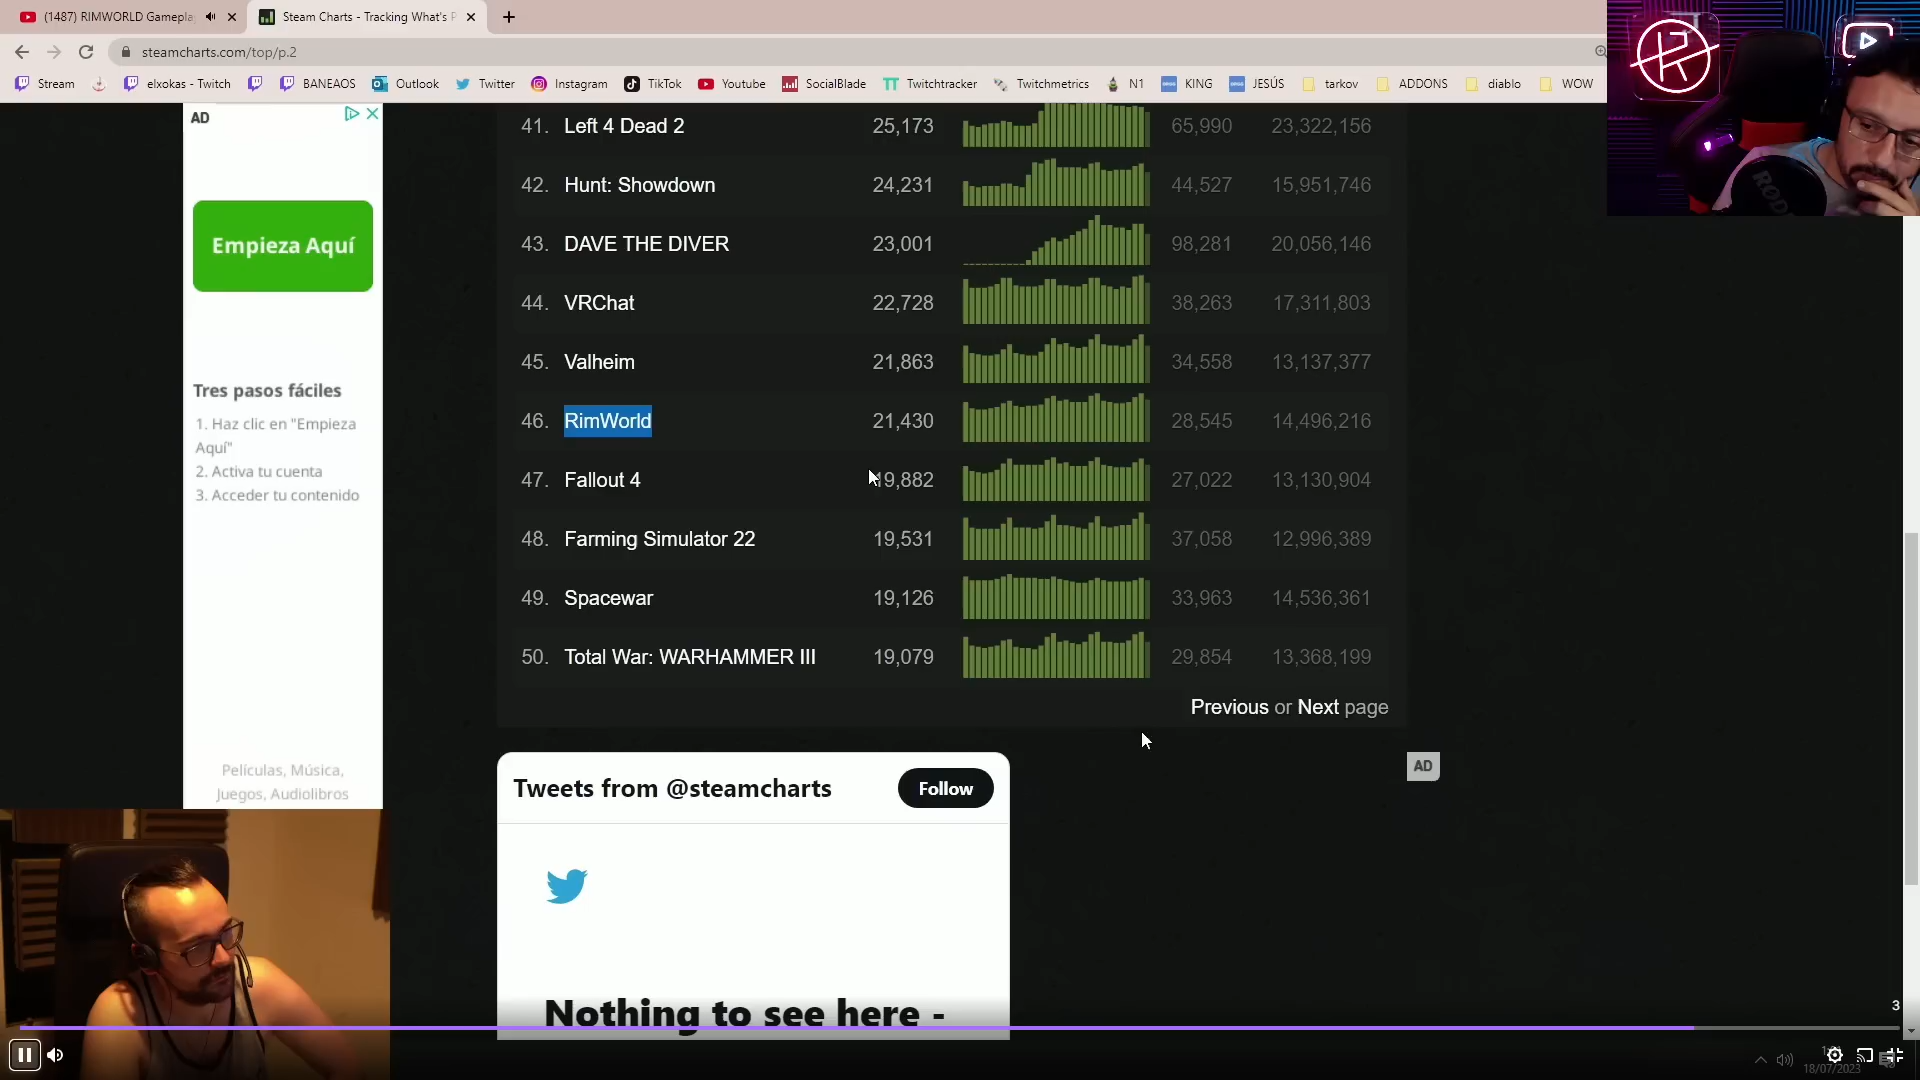 (1487) RIMWORLD Gamepla
Steam Charts - Tracking What's P
steamcharts.com/top/p.2
Stream
elxokas - Twitch
BANEAOS
Outlook
Twitter
Instagram
TikTok
Youtube
SocialBlade
Twitchtracker
Twitchmetrics
N1
KING
JESÚS
tarkov
ADDONS
diablo
WOW
AD
Empieza Aquí
Tres pasos fáciles
1. Haz clic en "Empieza
Aquí"
2. Activa tu cuenta
3. Acceder tu contenido
Películas, Música,
Juegos, Audiolibros
41. Left 4 Dead 2 25,173 65,990 23,322,156
42. Hunt: Showdown 24,231 44,527 15,951,746
43. DAVE THE DIVER 23,001 98,281 20,056,146
44. VRChat 22,728 38,263 17,311,803
45. Valheim 21,863 34,558 13,137,377
46. RimWorld 21,430 28,545 14,496,216
47. Fallout 4 19,882 27,022 13,130,904
48. Farming Simulator 22 19,531 37,058 12,996,389
49. Spacewar 19,126 33,963 14,536,361
50. Total War: WARHAMMER III 19,079 29,854 13,368,199
Previous or Next page
AD
Tweets from @steamcharts
Follow
Nothing to see here -
3
18/07/2023